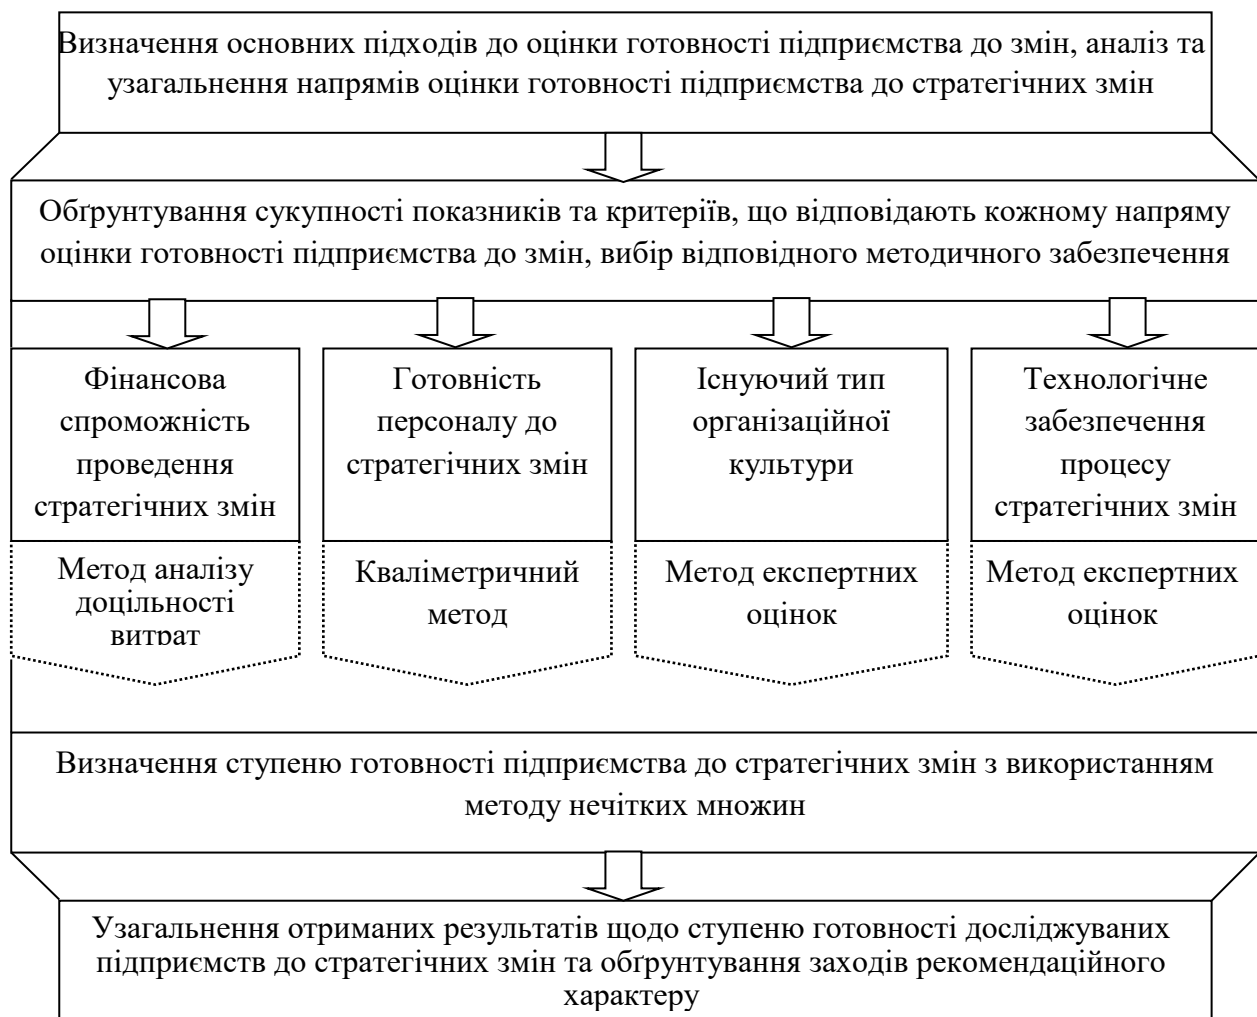 Визначення основних підходів до оцінки готовності підприємства до змін, аналіз та
узагальнення напрямів оцінки готовності підприємства до стратегічних змін
Обґрунтування сукупності показників та критеріїв, що відповідають кожному напряму
оцінки готовності підприємства до змін, вибір відповідного методичного забезпечення
Фінансова
спроможність
проведення
стратегічних змін
Метод аналізу
доцільності
витрат
Готовність
персоналу до
стратегічних змін
Кваліметричний
метод
Існуючий тип
організаційної
культури
Метод експертних
оцінок
Технологічне
забезпечення
процесу
стратегічних змін
Метод експертних
оцінок
Визначення ступеню готовності підприємства до стратегічних змін з використанням
методу нечітких множин
Узагальнення отриманих результатів щодо ступеню готовності досліджуваних
підприємств до стратегічних змін та обґрунтування заходів рекомендаційного
характеру